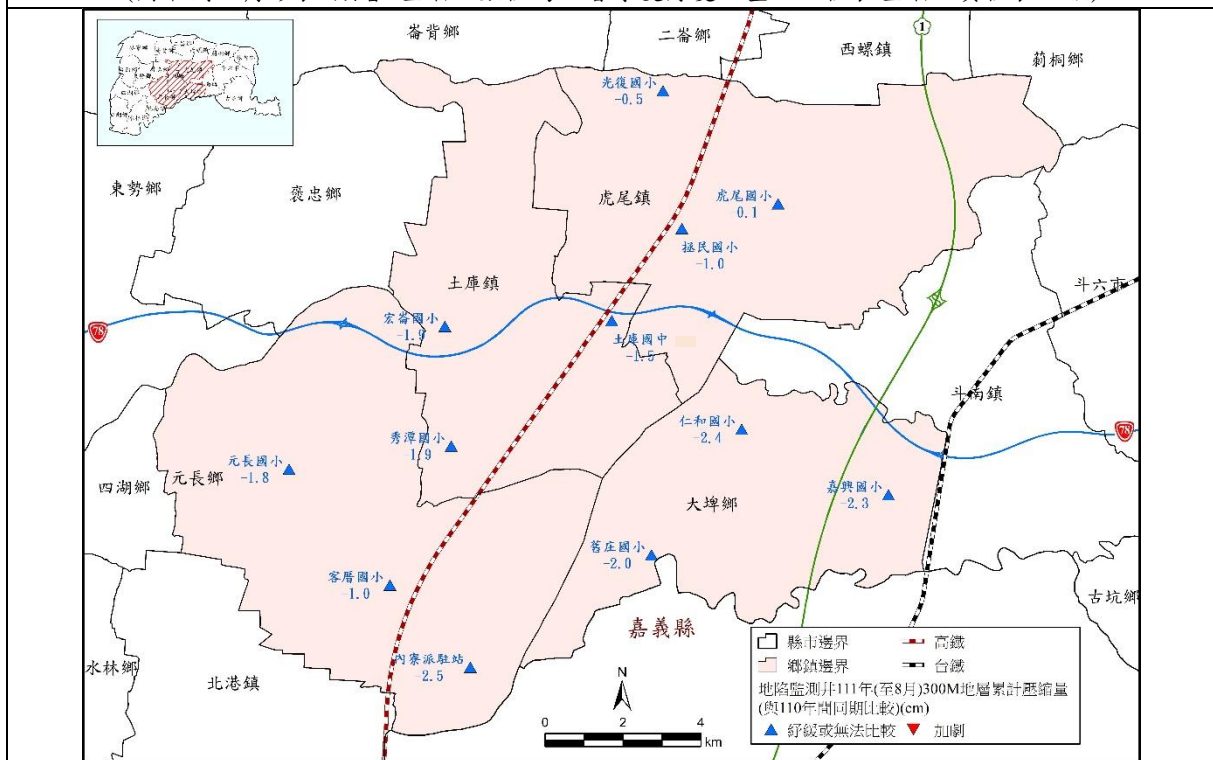 崙背鄉
二崙鄉
西螺鎮
莿桐鄉
1
光復國小
-0.5
東勢鄉
褒忠鄉
虎尾鎮
虎尾國小
0.1
拯民國小
-1.0
土庫鎮
斗六市
78
宏崙國小
-1.9
土庫國中
-1.5
斗南鎮
78
仁和國小
-2.4
秀潭國小
1.9
元長國小
-1.8
元長鄉
四湖鄉
嘉興國小
-2.3
大埤鄉
舊庄國小
-2.0
客厝國小
-1.0
古坑鄉
嘉義縣
內寮派駐站
-2.5
水林鄉
北港鎮
N
0 2 4
km
縣市邊界 高鐵
鄉鎮邊界 台鐵
地陷監測井111年(至8月)300M地層累計壓縮量
(與110年間同期比較)(cm)
紓緩或無法比較 加劇